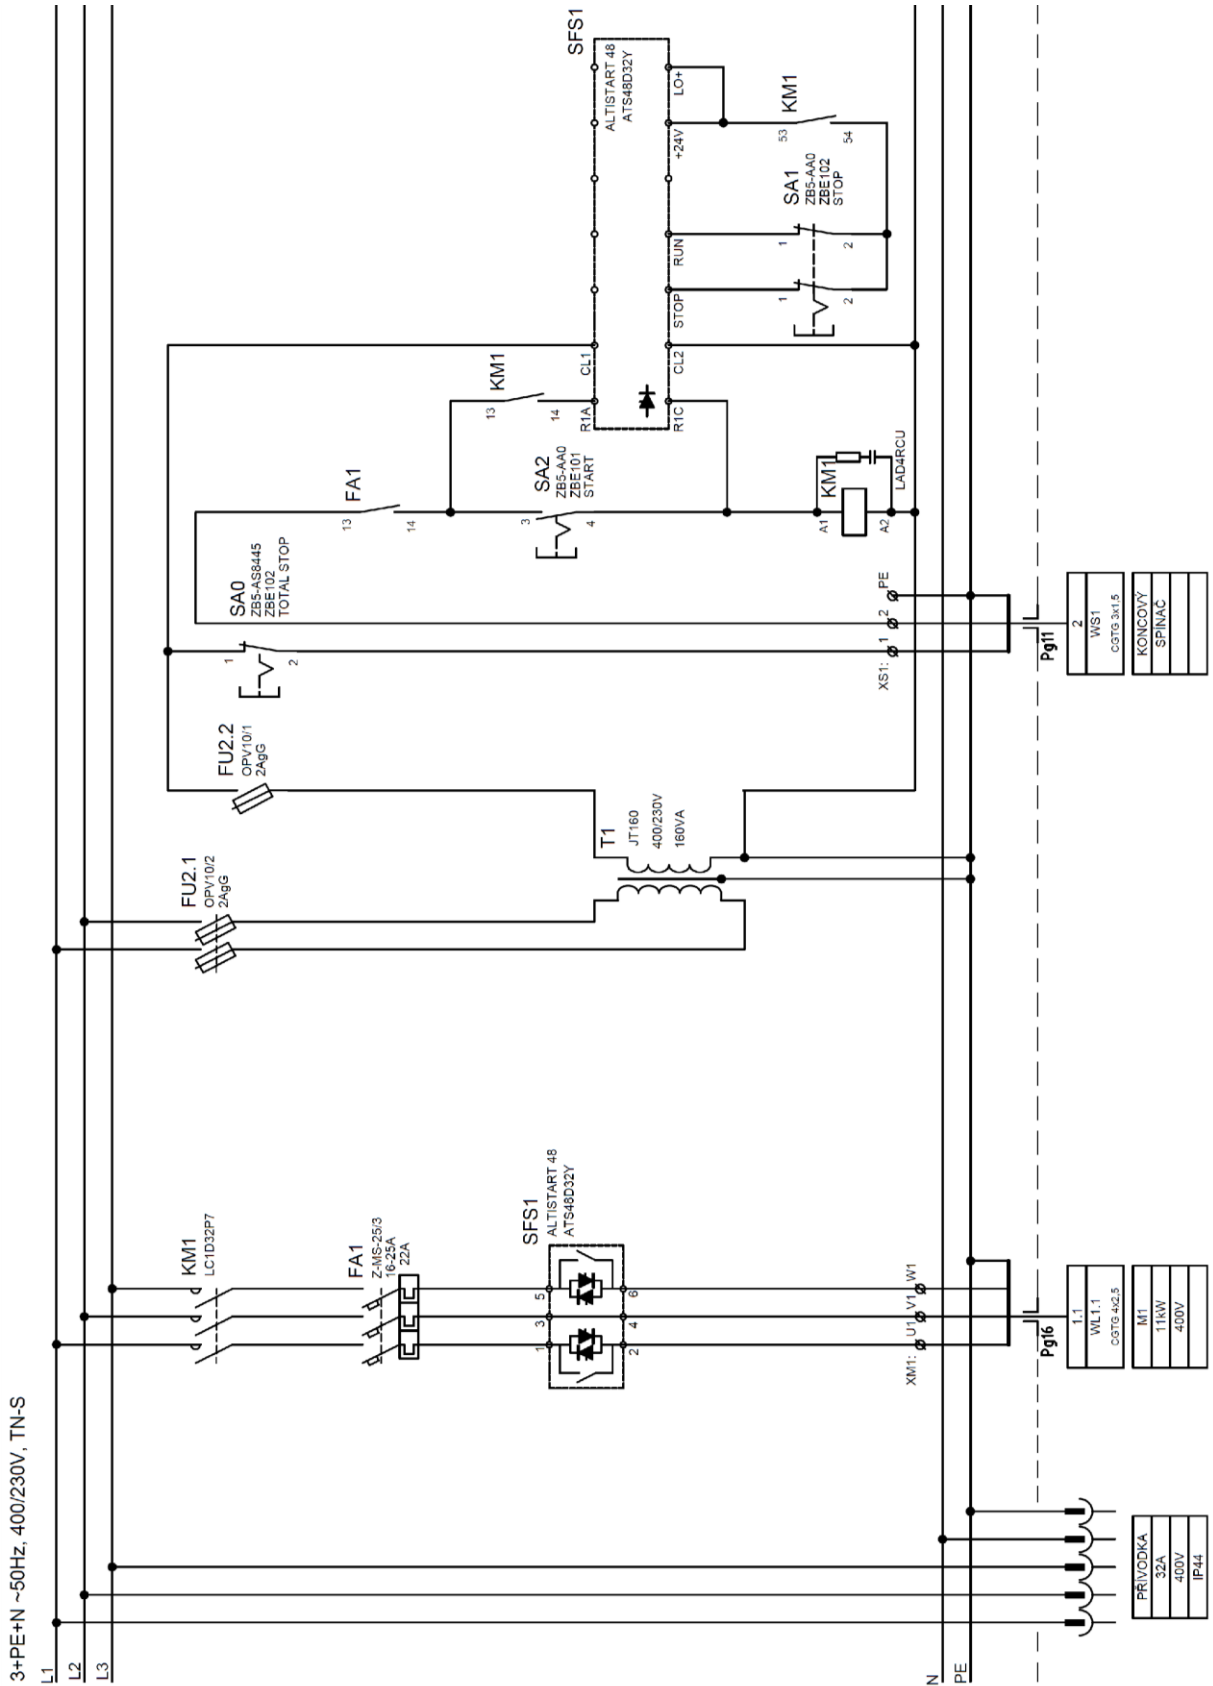 3+PE+N ~50Hz, 400/230V, TN-S
L1
L2
L3
N
PE
PŘÍVODKA
32A
400V
IP44
KM1
LC1D32P7
FA1
Z-MS-25/3
16-25A
22A
SFS1
ALTISTART 48
ATS48D32Y
1
3
5
2
4
6
XM1:
U1
V1
W1
Pg16
1.1
WL1.1
CGTG 4x2,5
M1
11kW
400V
FU2.1
OPV10/2
2AgG
FU2.2
OPV10/1
2AgG
T1
JT160
400/230V
160VA
SA0
ZB5-AS8445
ZBE102
TOTAL STOP
1
2
XS1:
1
2
PE
Pg11
2
WS1
CGTG 3x1,5
KONCOVÝ
SPÍNAČ
FA1
13
14
SA2
ZB5-AA0
ZBE101
START
3
4
KM1
A1
A2
LAD4RCU
KM1
13
14
SFS1
ALTISTART 48
ATS48D32Y
R1A
CL1
R1C
CL2
STOP
RUN
+24V
LO+
SA1
ZB5-AA0
ZBE102
STOP
1
2
1
2
KM1
53
54